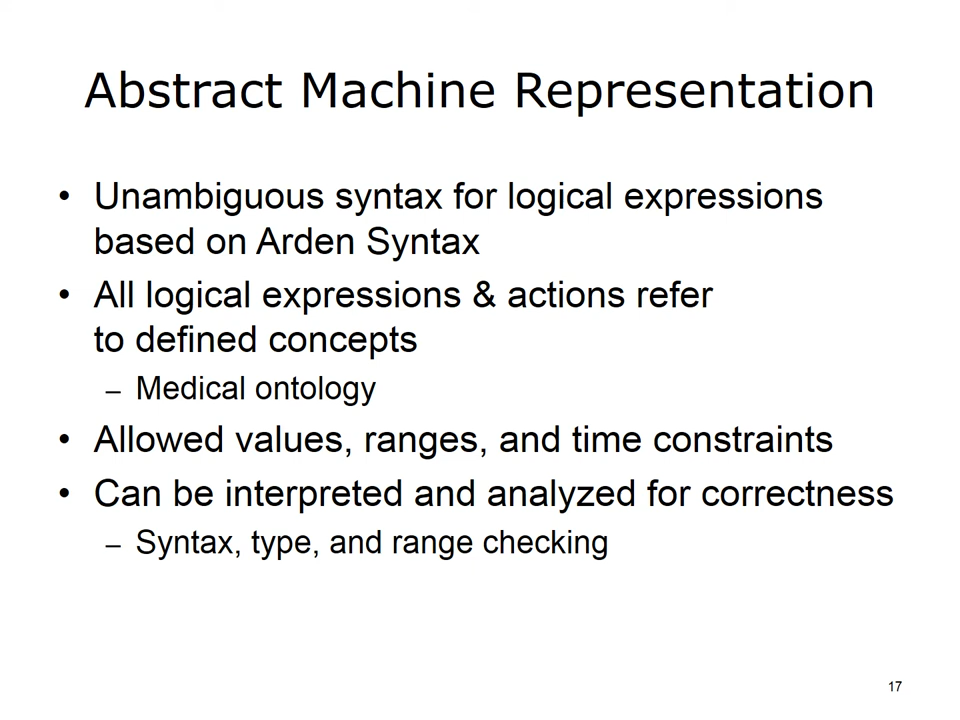 Abstract Machine Representation
• Unambiguous syntax for logical expressions
based on Arden Syntax
• All logical expressions & actions refer
to defined concepts
– Medical ontology
• Allowed values, ranges, and time constraints
• Can be interpreted and analyzed for correctness
– Syntax, type, and range checking
17